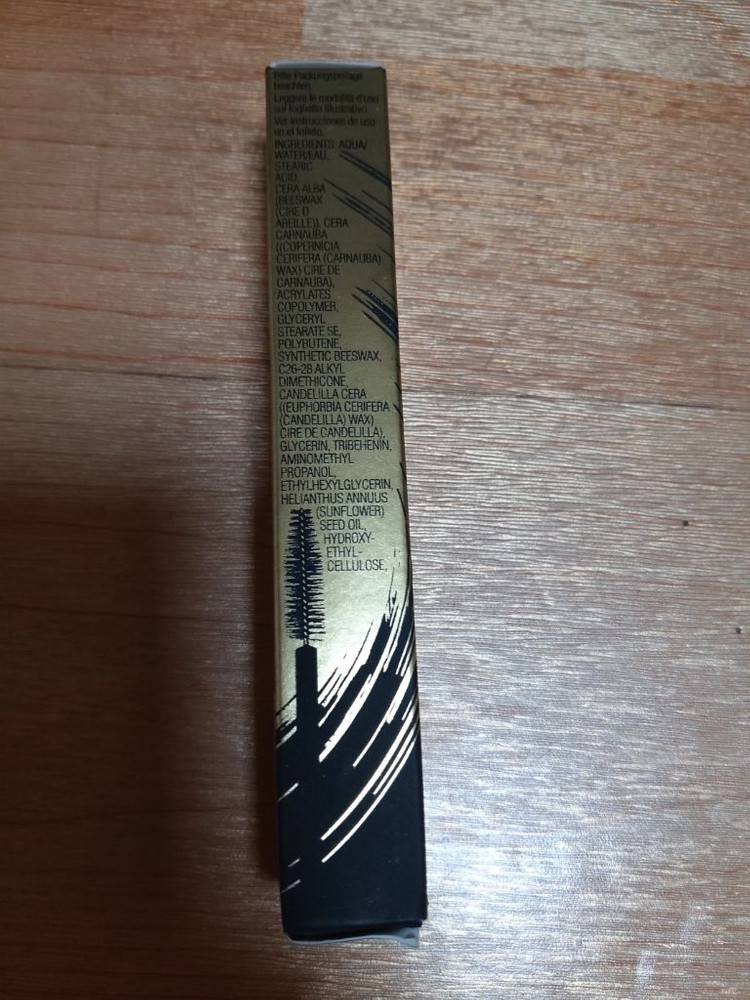 Bitte Packungsbeilage
beachten.
Leggere le modalità d'uso
sul foglietto illustrativo.
Ver instrucciones de uso
en el folleto.
INGREDIENTS: AQUA/
WATER/EAU,
STEARIC
ACID,
CERA ALBA
(BEESWAX
(CIRE D
ABEILLE)), CERA
CARNAUBA
((COPERNICIA
CERIFERA (CARNAUBA)
WAX) CIRE DE
CARNAUBA),
ACRYLATES
COPOLYMER,
GLYCERYL
STEARATE SE,
POLYBUTENE,
SYNTHETIC BEESWAX,
C26-28 ALKYL
DIMETHICONE,
CANDELILLA CERA
((EUPHORBIA CERIFERA
(CANDELILLA) WAX)
CIRE DE CANDELILLA),
GLYCERIN, TRIBEHENIN,
AMINOMETHYL
PROPANOL,
ETHYLHEXYLGLYCERIN,
HELIANTHUS ANNUUS
(SUNFLOWER)
SEED OIL,
HYDROXY-
ETHYL-
CELLULOSE,